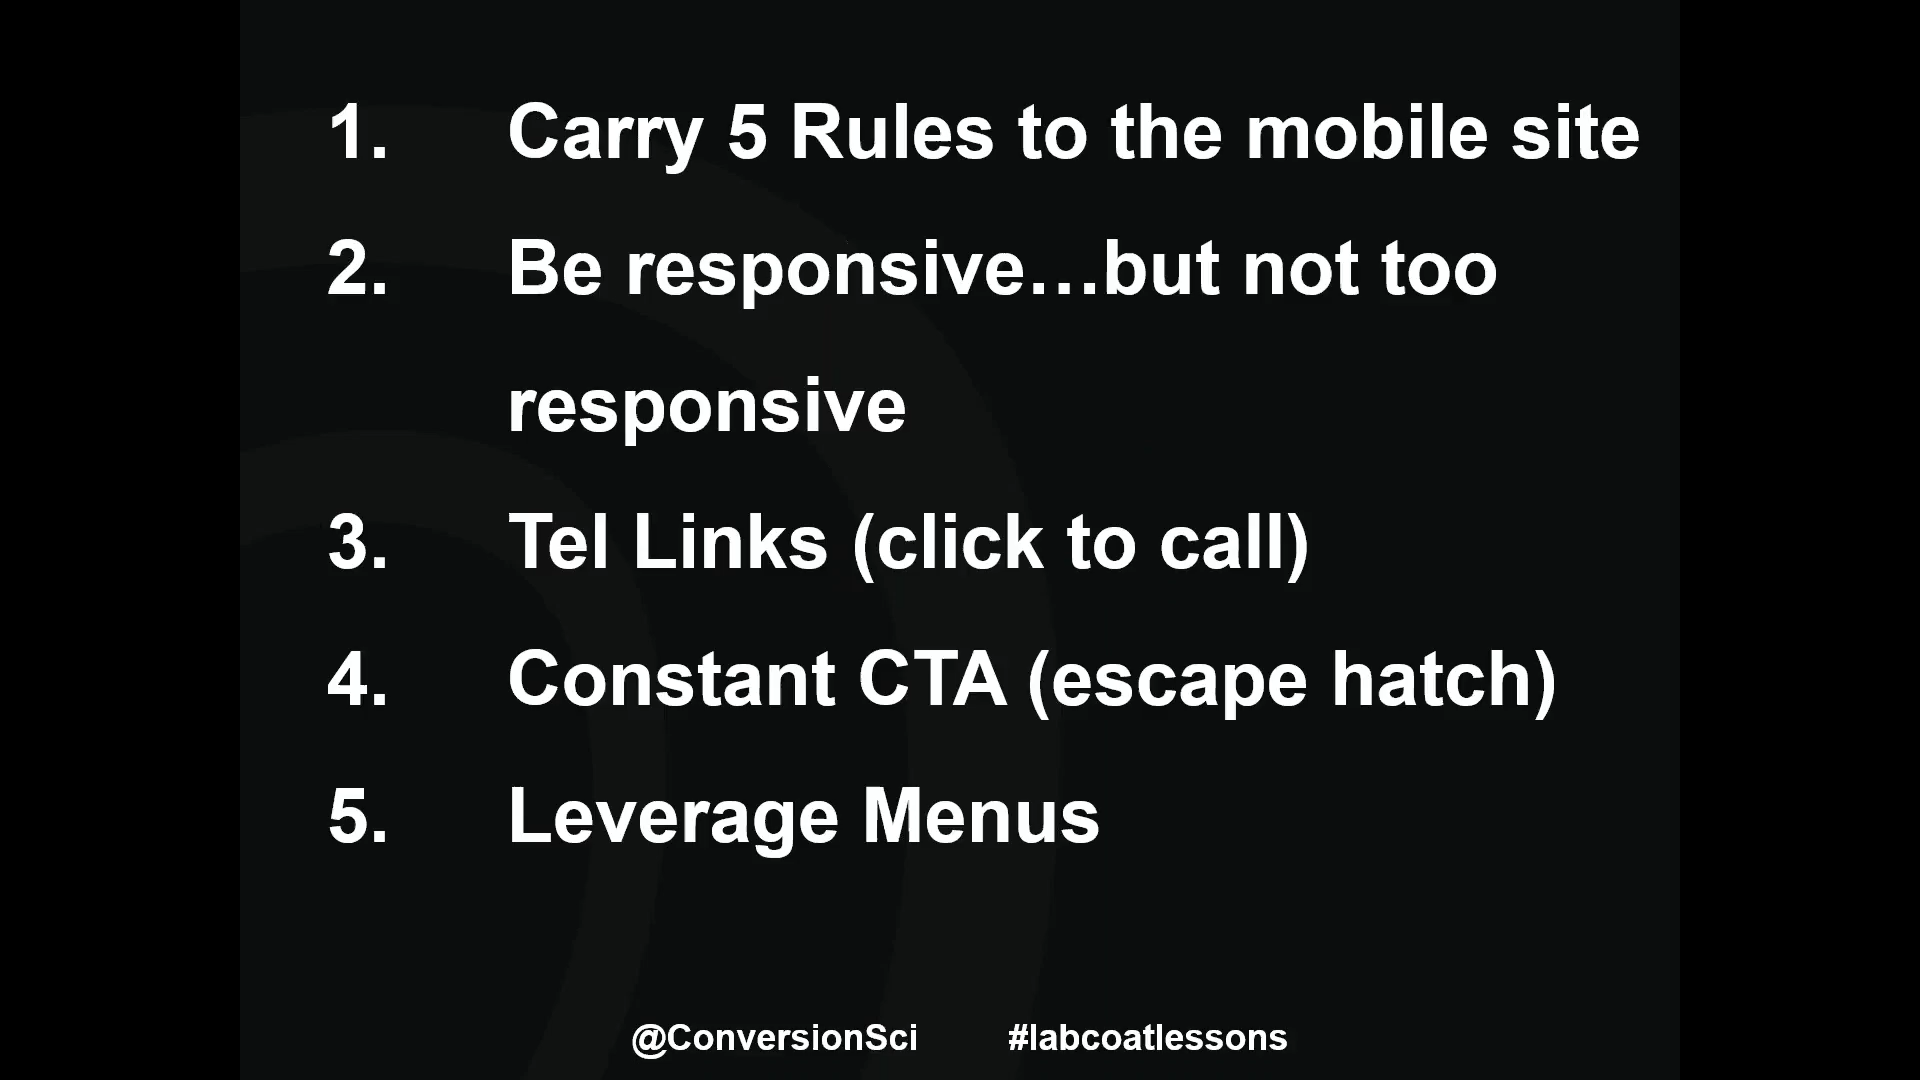 1. Carry 5 Rules to the mobile site
2. Be responsive…but not too
responsive
3. Tel Links (click to call)
4. Constant CTA (escape hatch)
5. Leverage Menus
@ConversionSci #labcoatlessons